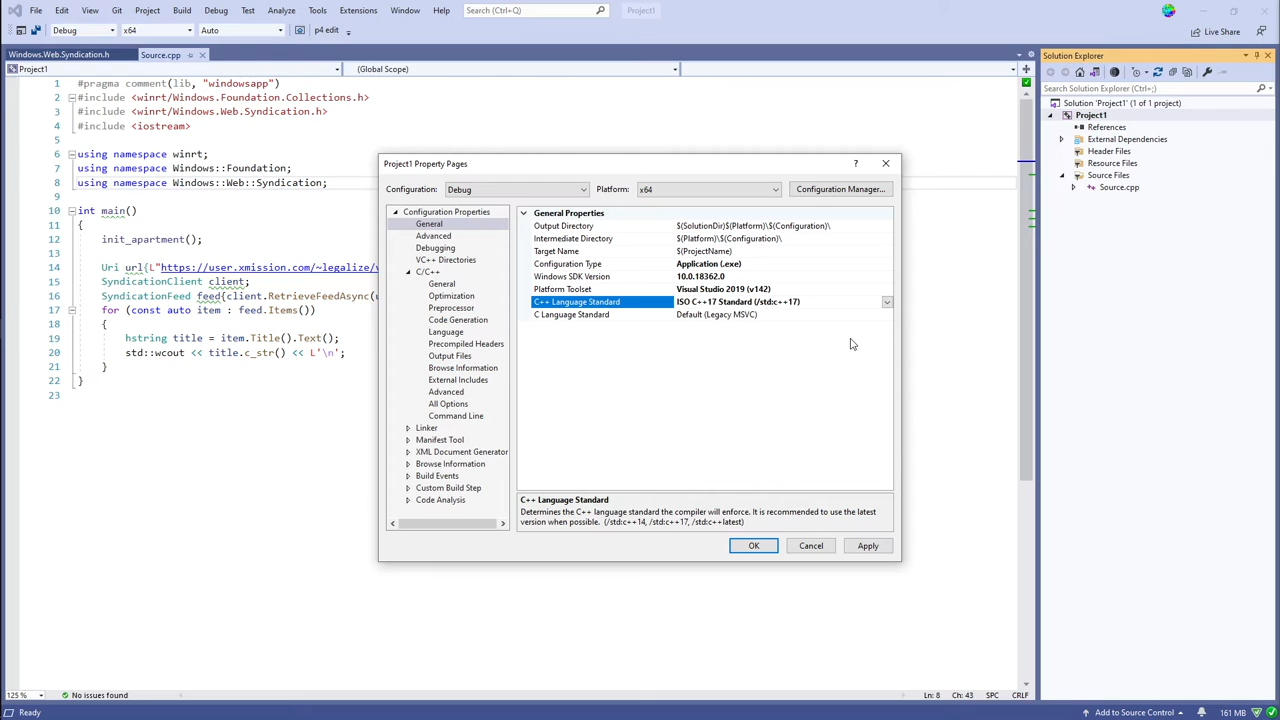 File Edit View Git Project Build Debug Test Analyze Tools Extensions Window Help Search (Ctrl+Q) Project1
Debug x64 Auto p4 edit Live Share
Windows.Web.Syndication.h Source.cpp
Project1 (Global Scope)
1 #pragma comment(lib, "windowsapp")
2 #include <winrt/Windows.Foundation.Collections.h>
3 #include <winrt/Windows.Web.Syndication.h>
4 #include <iostream>
5
6 using namespace winrt;
7 using namespace Windows::Foundation;
8 using namespace Windows::Web::Syndication;
9
10 int main()
11 {
12 init_apartment();
13
14 Uri url{L"https://user.xmission.com/~legalize/
15 SyndicationClient client;
16 SyndicationFeed feed{client.RetrieveFeedAsync(
17 for (const auto item : feed.Items())
18 {
19 hstring title = item.Title().Text();
20 std::wcout << title.c_str() << L'\n';
21 }
22 }
23
Project1 Property Pages
Configuration: Debug Platform: x64 Configuration Manager...
Configuration Properties
General
Advanced
Debugging
VC++ Directories
C/C++
General
Optimization
Preprocessor
Code Generation
Language
Precompiled Headers
Output Files
Browse Information
External Includes
Advanced
All Options
Command Line
Linker
Manifest Tool
XML Document Generator
Browse Information
Build Events
Custom Build Step
Code Analysis
General Properties
Output Directory $(SolutionDir)$(Platform)\$(Configuration)\
Intermediate Directory $(Platform)\$(Configuration)\
Target Name $(ProjectName)
Configuration Type Application (.exe)
Windows SDK Version 10.0.18362.0
Platform Toolset Visual Studio 2019 (v142)
C++ Language Standard ISO C++17 Standard (/std:c++17)
C Language Standard Default (Legacy MSVC)
C++ Language Standard
Determines the C++ language standard the compiler will enforce. It is recommended to use the latest
version when possible. (/std:c++14, /std:c++17, /std:c++latest)
OK Cancel Apply
Solution Explorer
Search Solution Explorer (Ctrl+;)
Solution 'Project1' (1 of 1 project)
Project1
References
External Dependencies
Header Files
Resource Files
Source Files
Source.cpp
125 % No issues found Ln: 8 Ch: 43 SPC CRLF
Ready Add to Source Control 161 MB